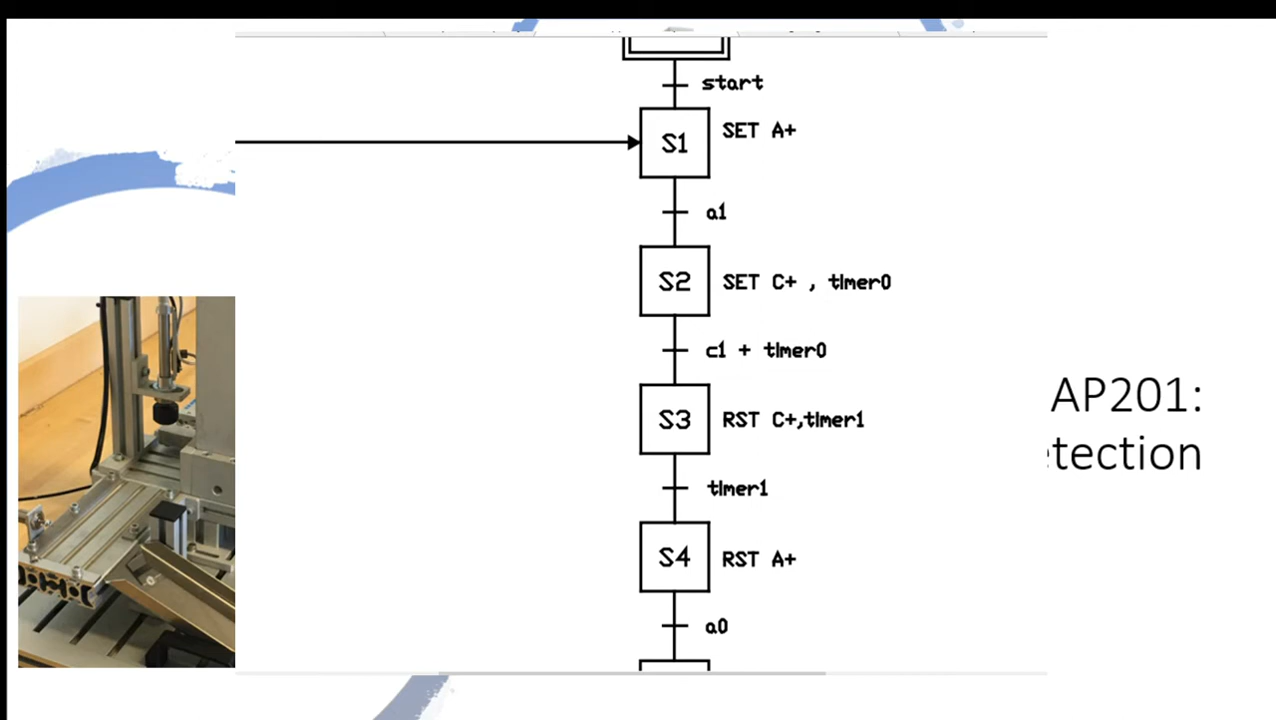 start
S1 SET A+
a1
S2 SET C+ , timer0
c1 + timer0
S3 RST C+,timer1
timer1
S4 RST A+
a0
AP201:
tection